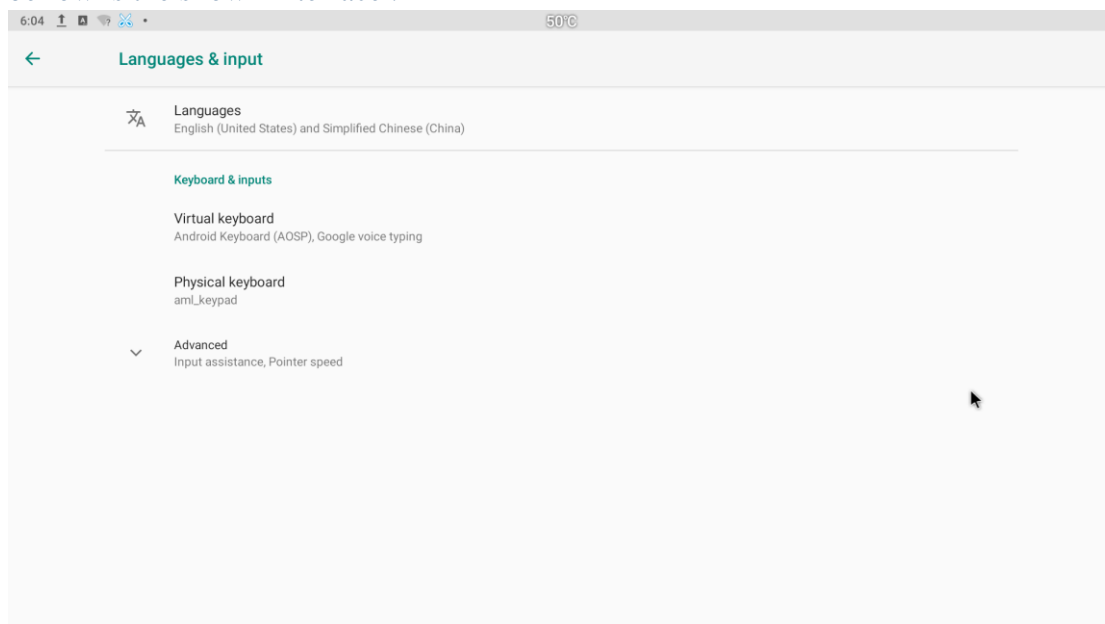 6:04
50°C
Languages & input
Languages
English (United States) and Simplified Chinese (China)
Keyboard & inputs
Virtual keyboard
Android Keyboard (AOSP), Google voice typing
Physical keyboard
aml_keypad
Advanced
Input assistance, Pointer speed